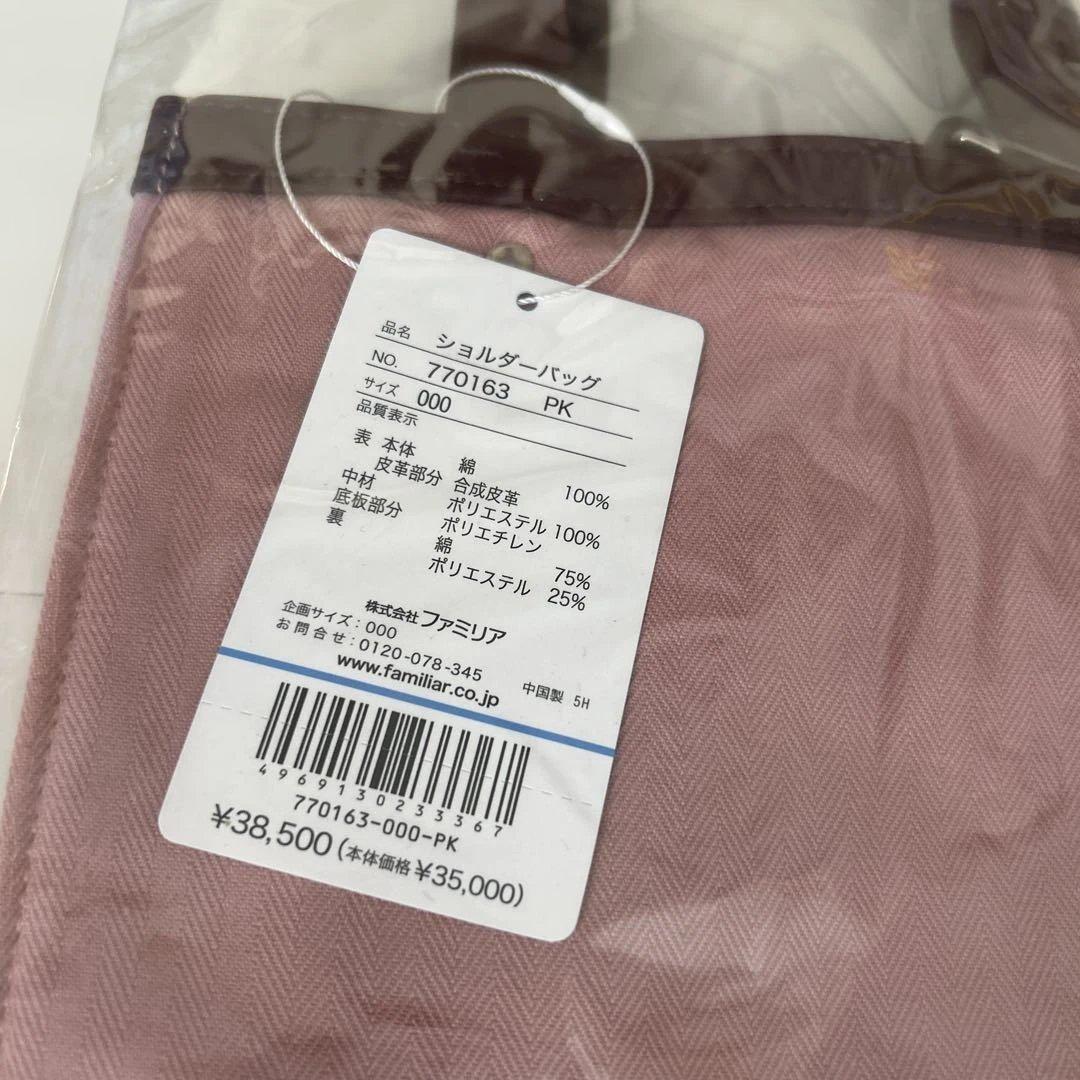 品名 ショルダーバッグ
NO. 770163 PK
サイズ 000
品質表示
表 本体 綿 100%
皮革部分 合成皮革
中材 ポリエステル 100%
底板部分 ポリエチレン
裏 綿 75%
ポリエステル 25%
株式会社 ファミリア
企画サイズ：000
お問合せ：0120-078-345
www.familiar.co.jp
中国製 5H
4969130233367
770163-000-PK
¥38,500 (本体価格 ¥35,000)